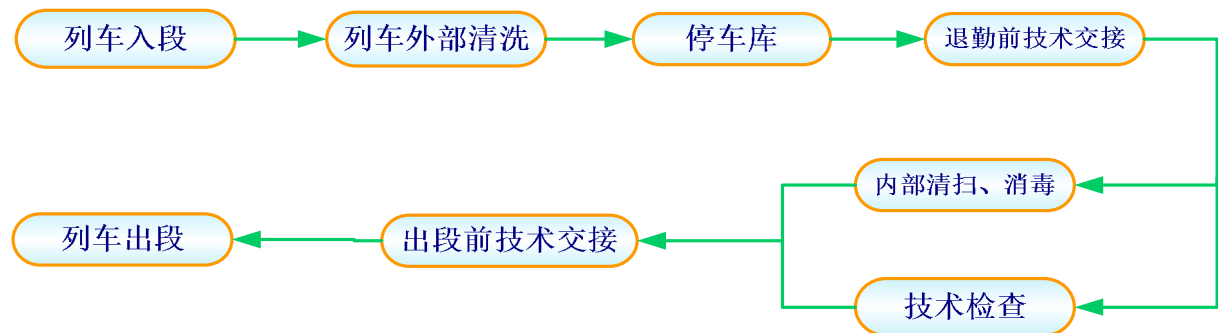 列车入段
列车外部清洗
停车库
退勤前技术交接
内部清扫、消毒
列车出段
出段前技术交接
技术检查